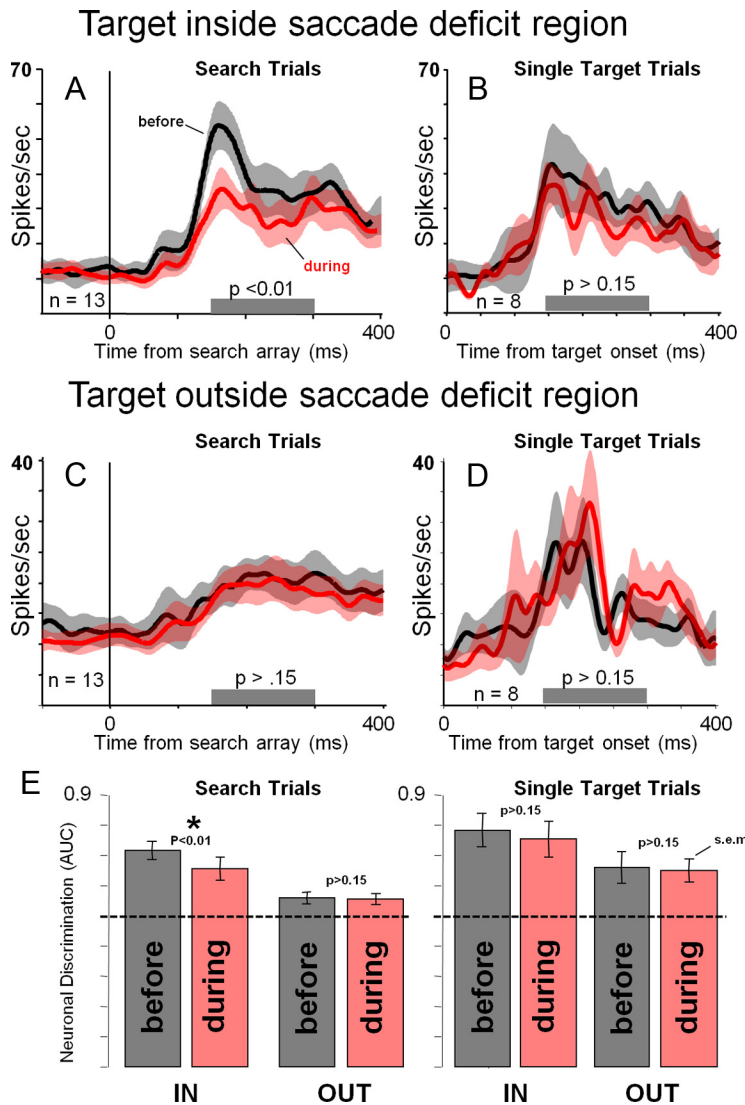 Target inside saccade deficit region
A
Search Trials
70
Spikes/sec
before
during
n = 13
p <0.01
0
400
Time from search array (ms)
B
Single Target Trials
70
Spikes/sec
n = 8
p > 0.15
0
400
Time from target onset (ms)
Target outside saccade deficit region
C
Search Trials
40
Spikes/sec
n = 13
p > .15
0
400
Time from search array (ms)
D
Single Target Trials
40
Spikes/sec
n = 8
p > 0.15
0
400
Time from target onset (ms)
E
Search Trials
0.9
Neuronal Discrimination (AUC)
*
P<0.01
p>0.15
before
during
before
during
IN
OUT
Single Target Trials
0.9
p>0.15
p>0.15
s.e.m
before
during
before
during
IN
OUT